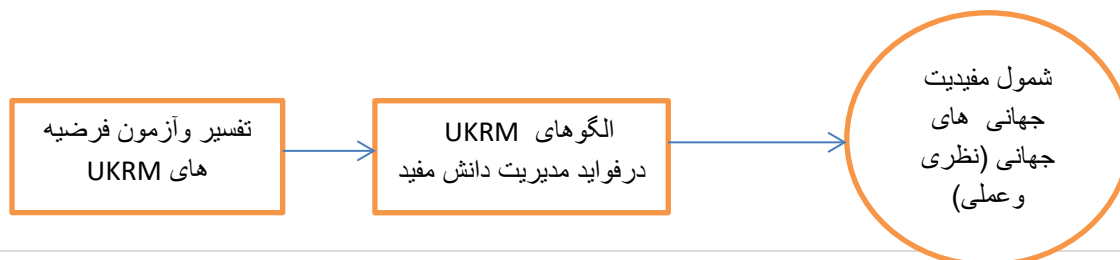 تفسیر وآزمون فرضیه
های UKRM
الگوهای UKRM
درفواید مدیریت دانش مفید
شمول مفیدیت
جهانی های
جهانی (نظری
وعملی)